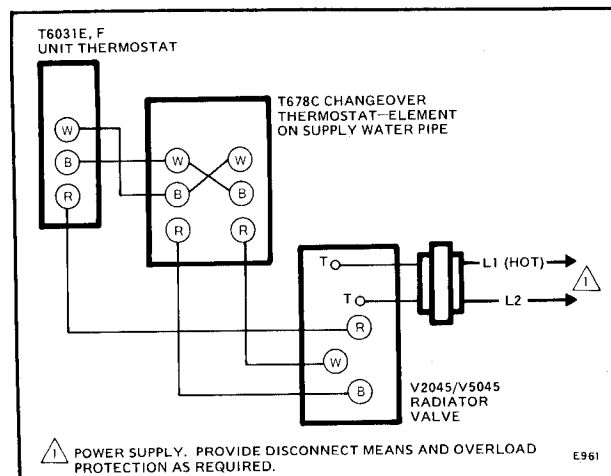 T6031E, F
UNIT THERMOSTAT
T678C CHANGEOVER
THERMOSTAT—ELEMENT
ON SUPPLY WATER PIPE
W
B
R
W
B
R
W
B
R
T
T
R
W
B
L1 (HOT)
L2
1
V2045/V5045
RADIATOR
VALVE
1 POWER SUPPLY. PROVIDE DISCONNECT MEANS AND OVERLOAD
PROTECTION AS REQUIRED.
E961